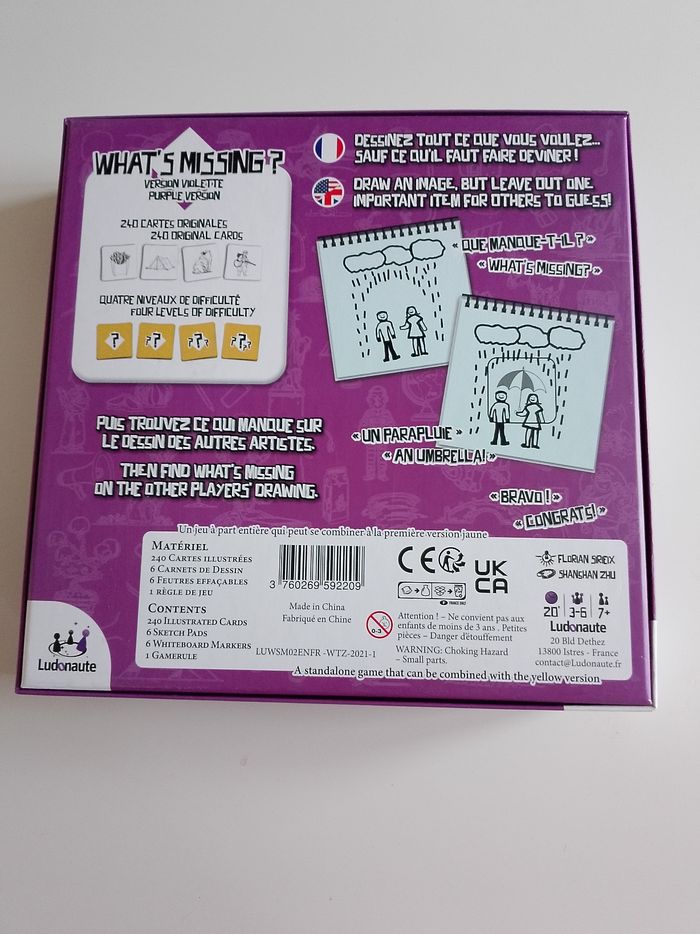 WHAT'S MISSING ?
VERSION VIOLETTE
PURPLE VERSION
240 CARTES ORIGINALES
240 ORIGINAL CARDS
QUATRE NIVEAUX DE DIFFICULTÉ
FOUR LEVELS OF DIFFICULTY
?
? ?
? ? ?
? ? ? ?
DESSINEZ TOUT CE QUE VOUS VOULEZ...
SAUF CE QU'IL FAUT FAIRE DEVINER !
DRAW AN IMAGE, BUT LEAVE OUT ONE
IMPORTANT ITEM FOR OTHERS TO GUESS!
« QUE MANQUE-T-IL ? »
« WHAT'S MISSING? »
PUIS TROUVEZ CE QUI MANQUE SUR
LE DESSIN DES AUTRES ARTISTES.
THEN FIND WHAT'S MISSING
ON THE OTHER PLAYERS' DRAWING.
« UN PARAPLUIE »
« AN UMBRELLA! »
« BRAVO ! »
« CONGRATS! »
Un jeu à part entière qui peut se combiner à la première version jaune
MATÉRIEL
240 CARTES ILLUSTRÉES
6 CARNETS DE DESSIN
6 FEUTRES EFFAÇABLES
1 RÈGLE DE JEU
CONTENTS
240 ILLUSTRATED CARDS
6 SKETCH PADS
6 WHITEBOARD MARKERS
1 GAMERULE
3 760269 592209
Made in China
Fabriqué en Chine
LUWSM02ENFR -WTZ-2021-1
CE
UK
CA
FRANCE ONLY
0-3
Attention ! – Ne convient pas aux
enfants de moins de 3 ans . Petites
pièces – Danger d'étouffement
WARNING: Choking Hazard
– Small parts.
FLORIAN SIRIEIX
SHANSHAN ZHU
20' 3-6 7+
Ludonaute
20 Bld Dethez
13800 Istres - France
contact@Ludonaute.fr
A standalone game that can be combined with the yellow version
Ludonaute